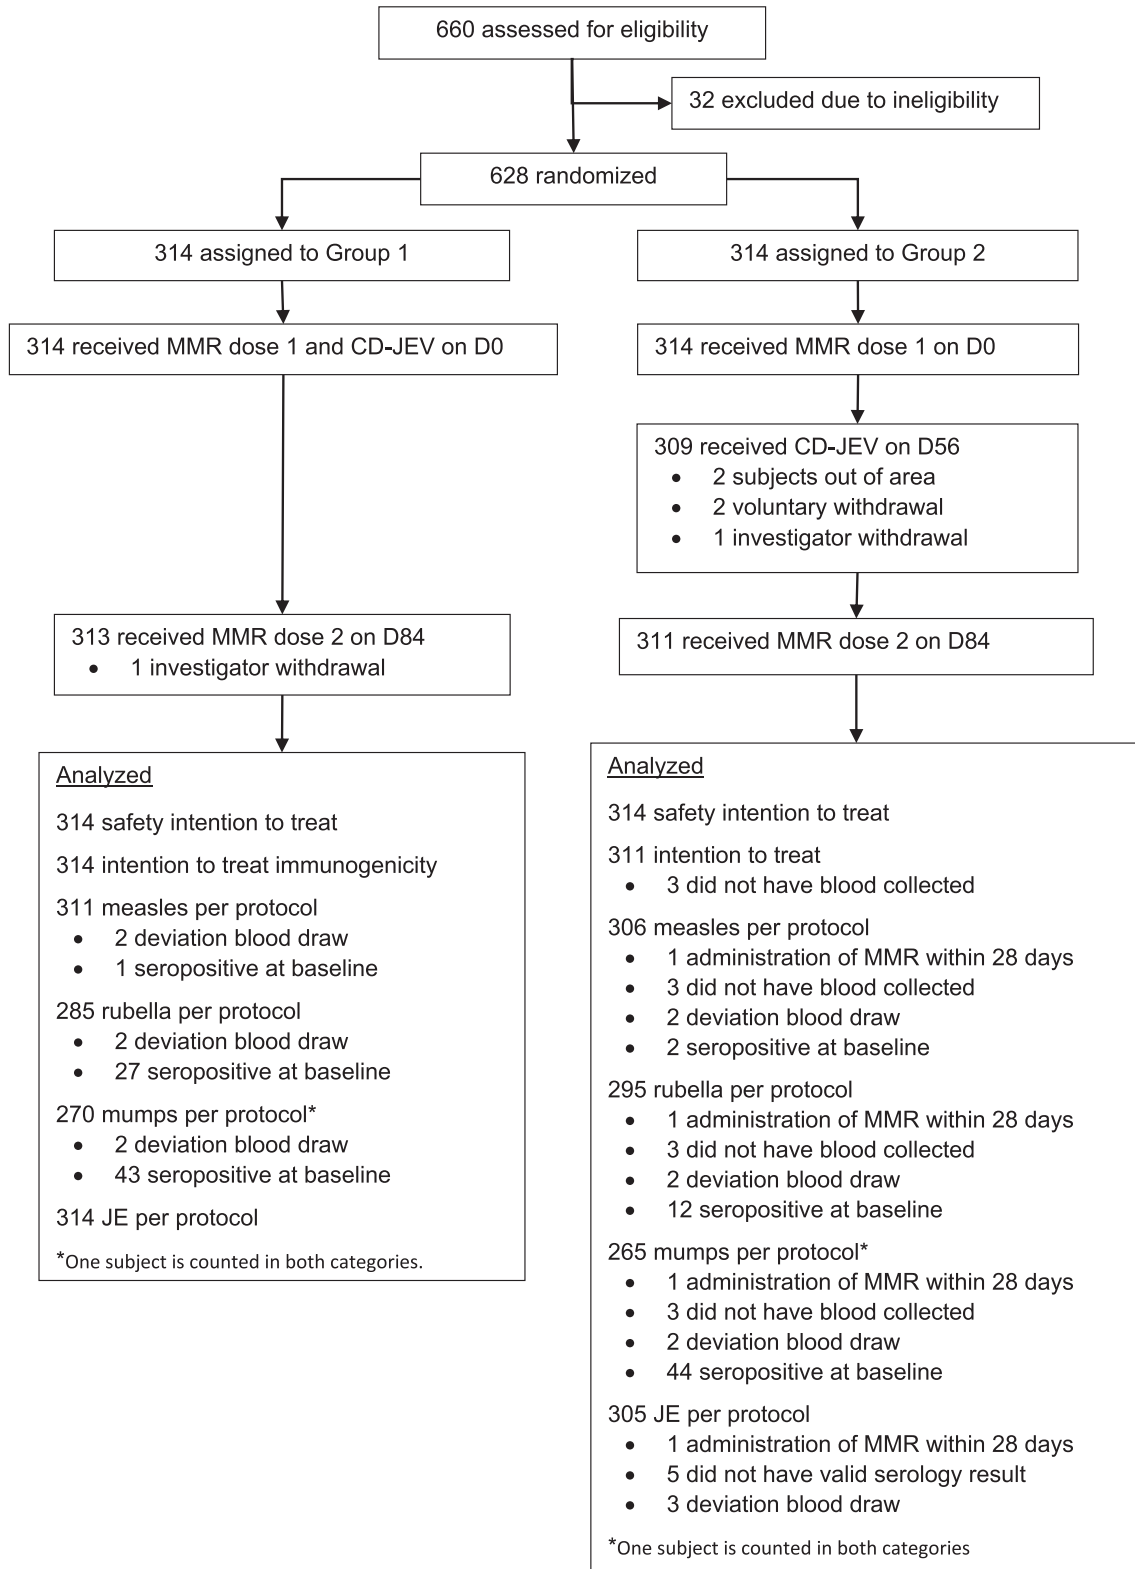 660 assessed for eligibility
32 excluded due to ineligibility
628 randomized
314 assigned to Group 1
314 assigned to Group 2
314 received MMR dose 1 and CD-JEV on D0
314 received MMR dose 1 on D0
309 received CD-JEV on D56
• 2 subjects out of area
• 2 voluntary withdrawal
• 1 investigator withdrawal
313 received MMR dose 2 on D84
• 1 investigator withdrawal
311 received MMR dose 2 on D84
Analyzed
314 safety intention to treat
314 intention to treat immunogenicity
311 measles per protocol
• 2 deviation blood draw
• 1 seropositive at baseline
285 rubella per protocol
• 2 deviation blood draw
• 27 seropositive at baseline
270 mumps per protocol*
• 2 deviation blood draw
• 43 seropositive at baseline
314 JE per protocol
*One subject is counted in both categories.
Analyzed
314 safety intention to treat
311 intention to treat
• 3 did not have blood collected
306 measles per protocol
• 1 administration of MMR within 28 days
• 3 did not have blood collected
• 2 deviation blood draw
• 2 seropositive at baseline
295 rubella per protocol
• 1 administration of MMR within 28 days
• 3 did not have blood collected
• 2 deviation blood draw
• 12 seropositive at baseline
265 mumps per protocol*
• 1 administration of MMR within 28 days
• 3 did not have blood collected
• 2 deviation blood draw
• 44 seropositive at baseline
305 JE per protocol
• 1 administration of MMR within 28 days
• 5 did not have valid serology result
• 3 deviation blood draw
*One subject is counted in both categories